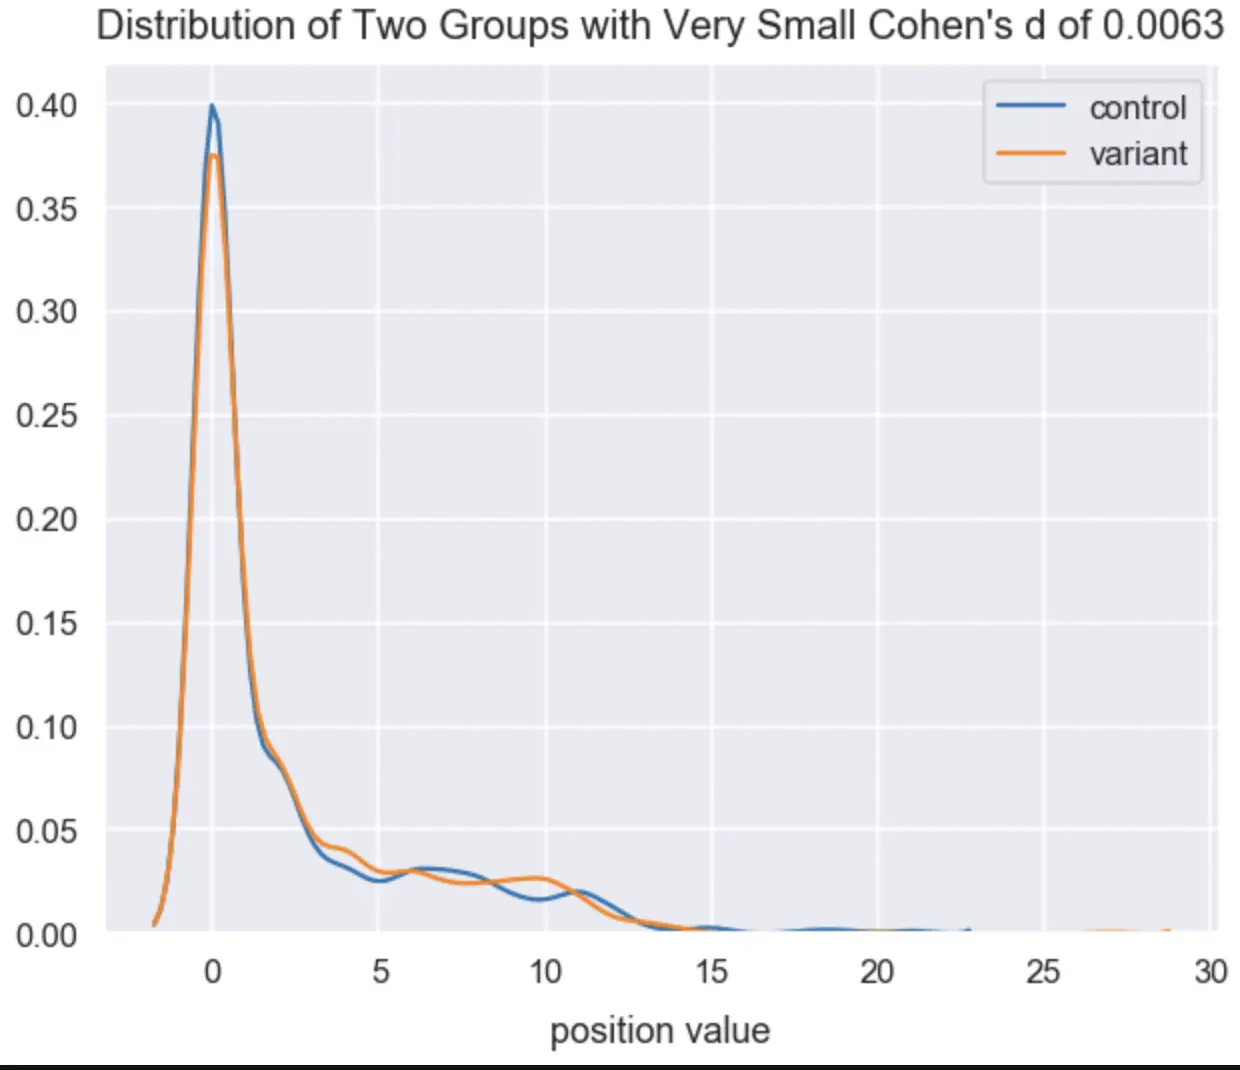 Distribution of Two Groups with Very Small Cohen's d of 0.0063
control
variant
0.40
0.35
0.30
0.25
0.20
0.15
0.10
0.05
0.00
0 5 10 15 20 25 30
position value